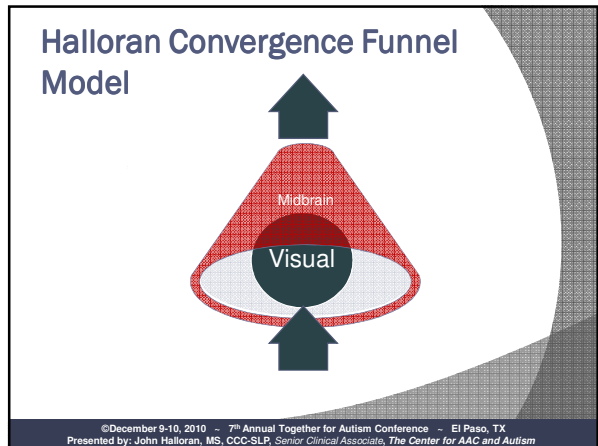 Halloran Convergence Funnel
Model
Midbrain
Visual
©December 9-10, 2010 ~ 7th Annual Together for Autism Conference ~ El Paso, TX
Presented by: John Halloran, MS, CCC-SLP, Senior Clinical Associate, The Center for AAC and Autism